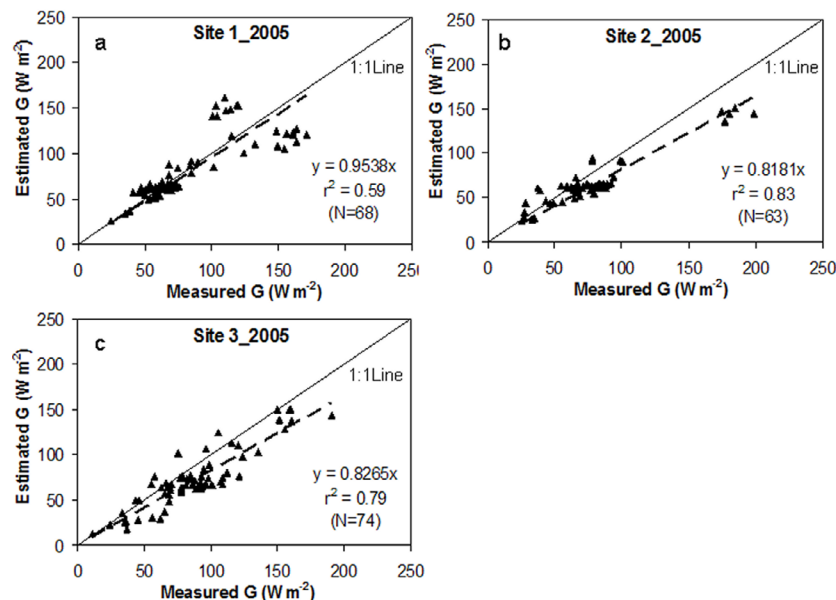 a
Site 1_2005
1:1Line
y = 0.9538x
r² = 0.59
(N=68)
Estimated G (W m⁻²)
250
200
150
100
50
0
0 50 100 150 200 250
Measured G (W m⁻²)
b
Site 2_2005
1:1Line
y = 0.8181x
r² = 0.83
(N=63)
Estimated G (W m⁻²)
250
200
150
100
50
0
0 50 100 150 200 250
Measured G (W m⁻²)
c
Site 3_2005
1:1Line
y = 0.8265x
r² = 0.79
(N=74)
Estimated G (W m⁻²)
250
200
150
100
50
0
0 50 100 150 200 250
Measured G (W m⁻²)